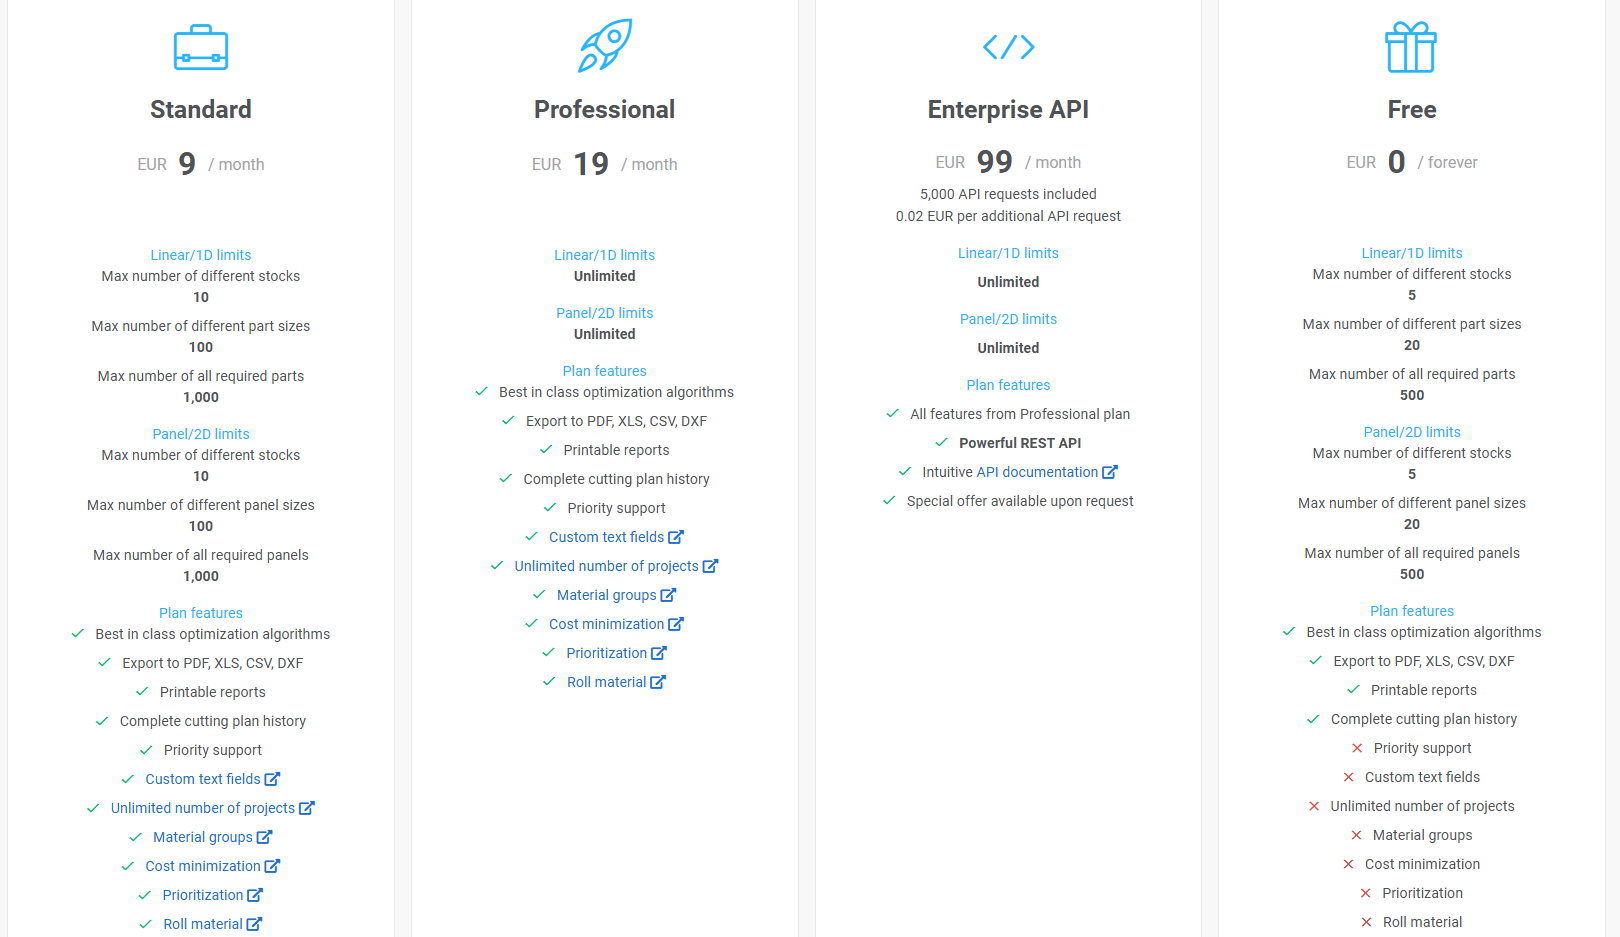 Standard
EUR 9 / month
Linear/1D limits
Max number of different stocks
10
Max number of different part sizes
100
Max number of all required parts
1,000
Panel/2D limits
Max number of different stocks
10
Max number of different panel sizes
100
Max number of all required panels
1,000
Plan features
Best in class optimization algorithms
Export to PDF, XLS, CSV, DXF
Printable reports
Complete cutting plan history
Priority support
Custom text fields
Unlimited number of projects
Material groups
Cost minimization
Prioritization
Roll material
Professional
EUR 19 / month
Linear/1D limits
Unlimited
Panel/2D limits
Unlimited
Plan features
Best in class optimization algorithms
Export to PDF, XLS, CSV, DXF
Printable reports
Complete cutting plan history
Priority support
Custom text fields
Unlimited number of projects
Material groups
Cost minimization
Prioritization
Roll material
Enterprise API
EUR 99 / month
5,000 API requests included
0.02 EUR per additional API request
Linear/1D limits
Unlimited
Panel/2D limits
Unlimited
Plan features
All features from Professional plan
Powerful REST API
Intuitive API documentation
Special offer available upon request
Free
EUR 0 / forever
Linear/1D limits
Max number of different stocks
5
Max number of different part sizes
20
Max number of all required parts
500
Panel/2D limits
Max number of different stocks
5
Max number of different panel sizes
20
Max number of all required panels
500
Plan features
Best in class optimization algorithms
Export to PDF, XLS, CSV, DXF
Printable reports
Complete cutting plan history
Priority support
Custom text fields
Unlimited number of projects
Material groups
Cost minimization
Prioritization
Roll material